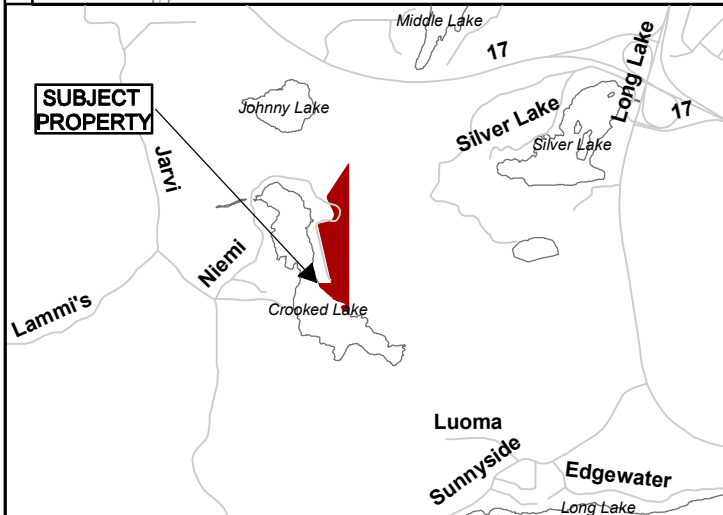 Middle Lake
17
Long Lake
SUBJECT
PROPERTY
Johnny Lake
17
Silver Lake
Silver Lake
Jarvi
Niemi
Lammi's
Crooked Lake
Luoma
Sunnyside
Edgewater
Long Lake